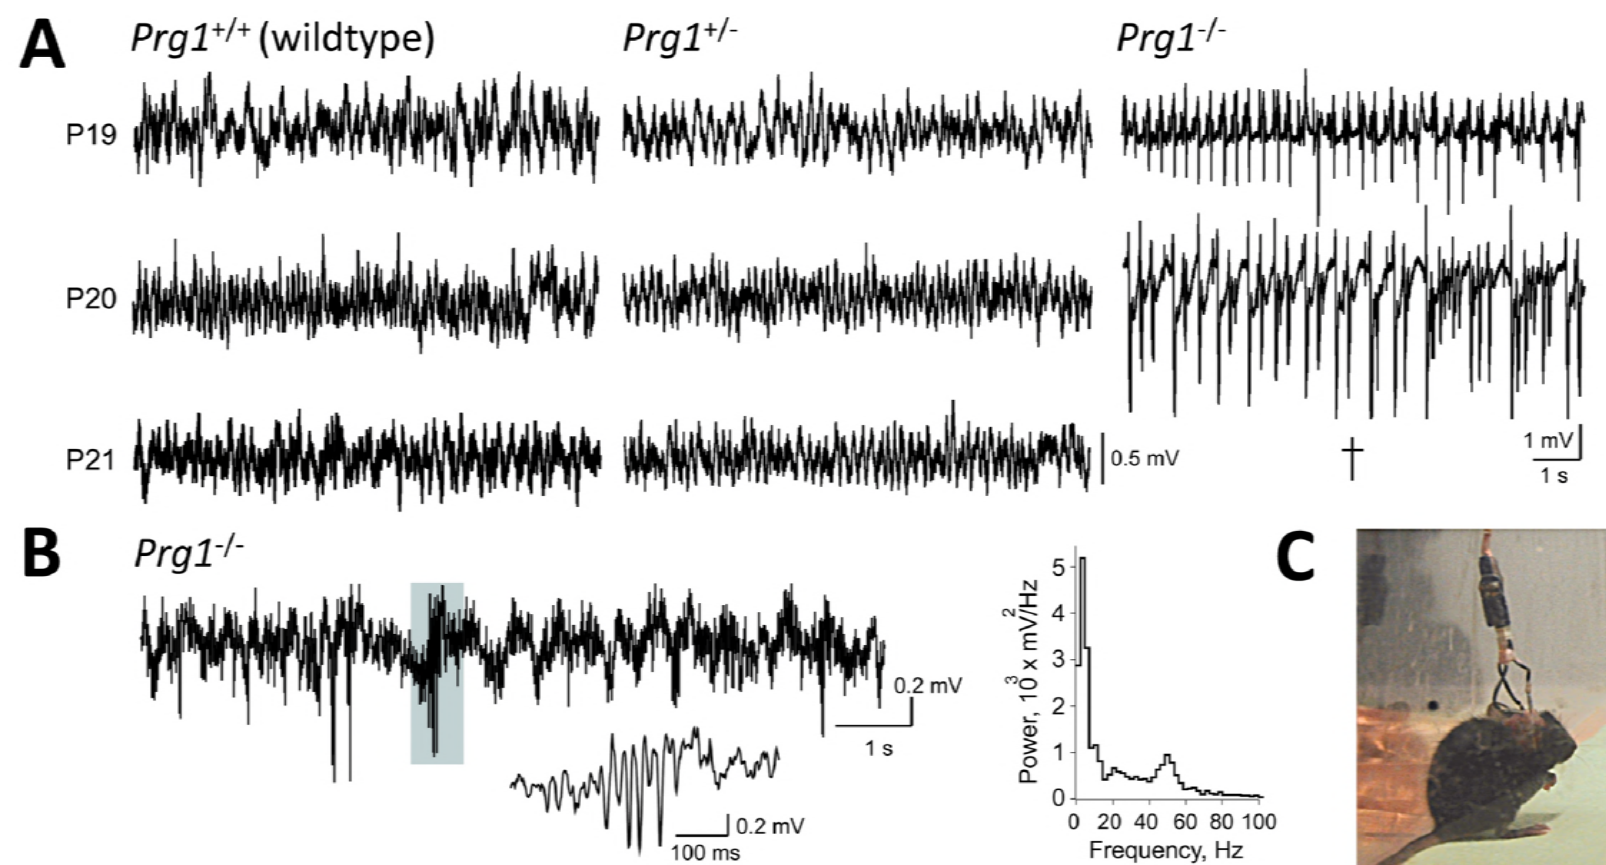 A
Prg1+/+ (wildtype)
Prg1+/-
Prg1-/-
P19
P20
P21
0.5 mV
†
1 mV
1 s
B
Prg1-/-
0.2 mV
1 s
0.2 mV
100 ms
Power, 10³ x mV²/Hz
5
4
3
2
1
0
0 20 40 60 80 100
Frequency, Hz
C